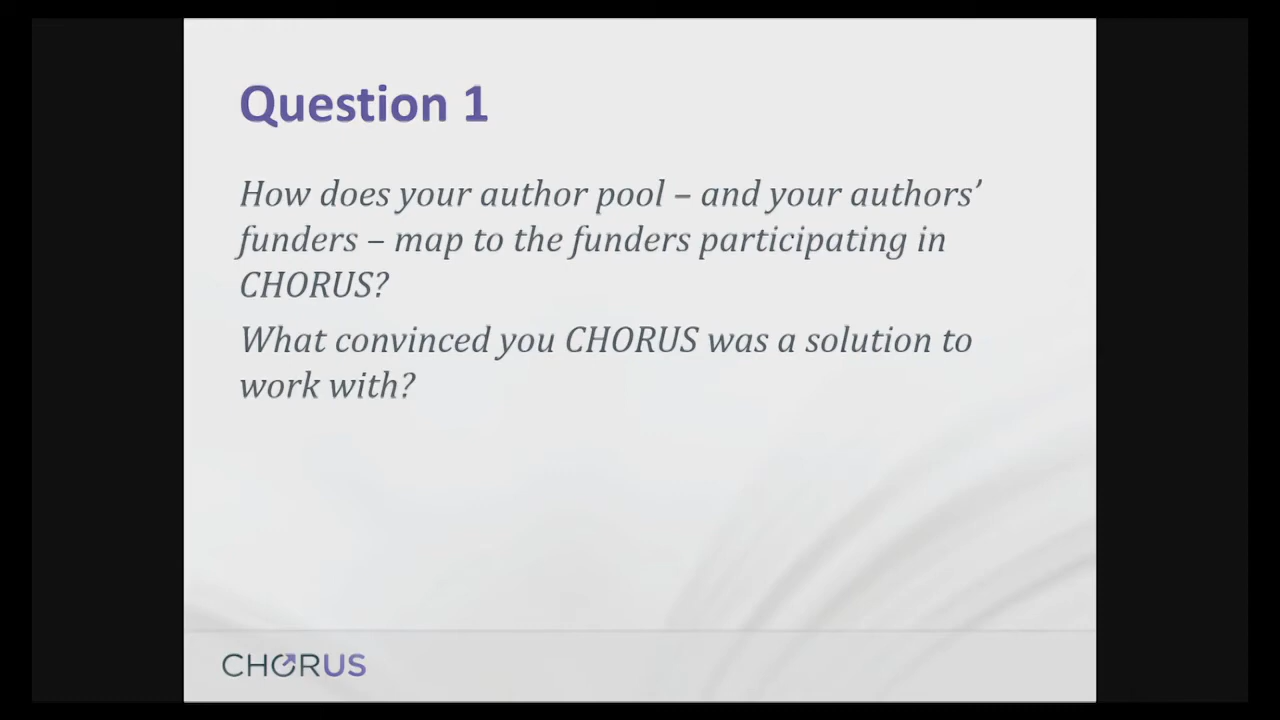 Question 1
How does your author pool – and your authors’
funders – map to the funders participating in
CHORUS?
What convinced you CHORUS was a solution to
work with?
CHORUS